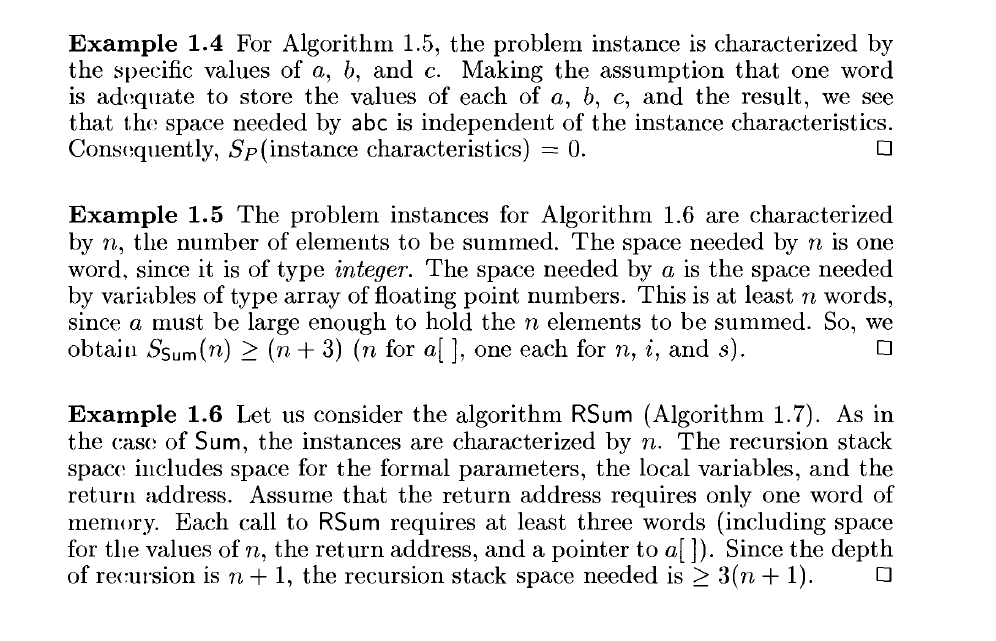 Example 1.4 For Algorithm 1.5, the problem instance is characterized by
the specific values of a, b, and c. Making the assumption that one word
is adequate to store the values of each of a, b, c, and the result, we see
that the space needed by abc is independent of the instance characteristics.
Consequently, S_P(instance characteristics) = 0. □
Example 1.5 The problem instances for Algorithm 1.6 are characterized
by n, the number of elements to be summed. The space needed by n is one
word, since it is of type integer. The space needed by a is the space needed
by variables of type array of floating point numbers. This is at least n words,
since a must be large enough to hold the n elements to be summed. So, we
obtain S_Sum(n) ≥ (n + 3) (n for a[ ], one each for n, i, and s). □
Example 1.6 Let us consider the algorithm RSum (Algorithm 1.7). As in
the case of Sum, the instances are characterized by n. The recursion stack
space includes space for the formal parameters, the local variables, and the
return address. Assume that the return address requires only one word of
memory. Each call to RSum requires at least three words (including space
for the values of n, the return address, and a pointer to a[ ]). Since the depth
of recursion is n + 1, the recursion stack space needed is ≥ 3(n + 1). □